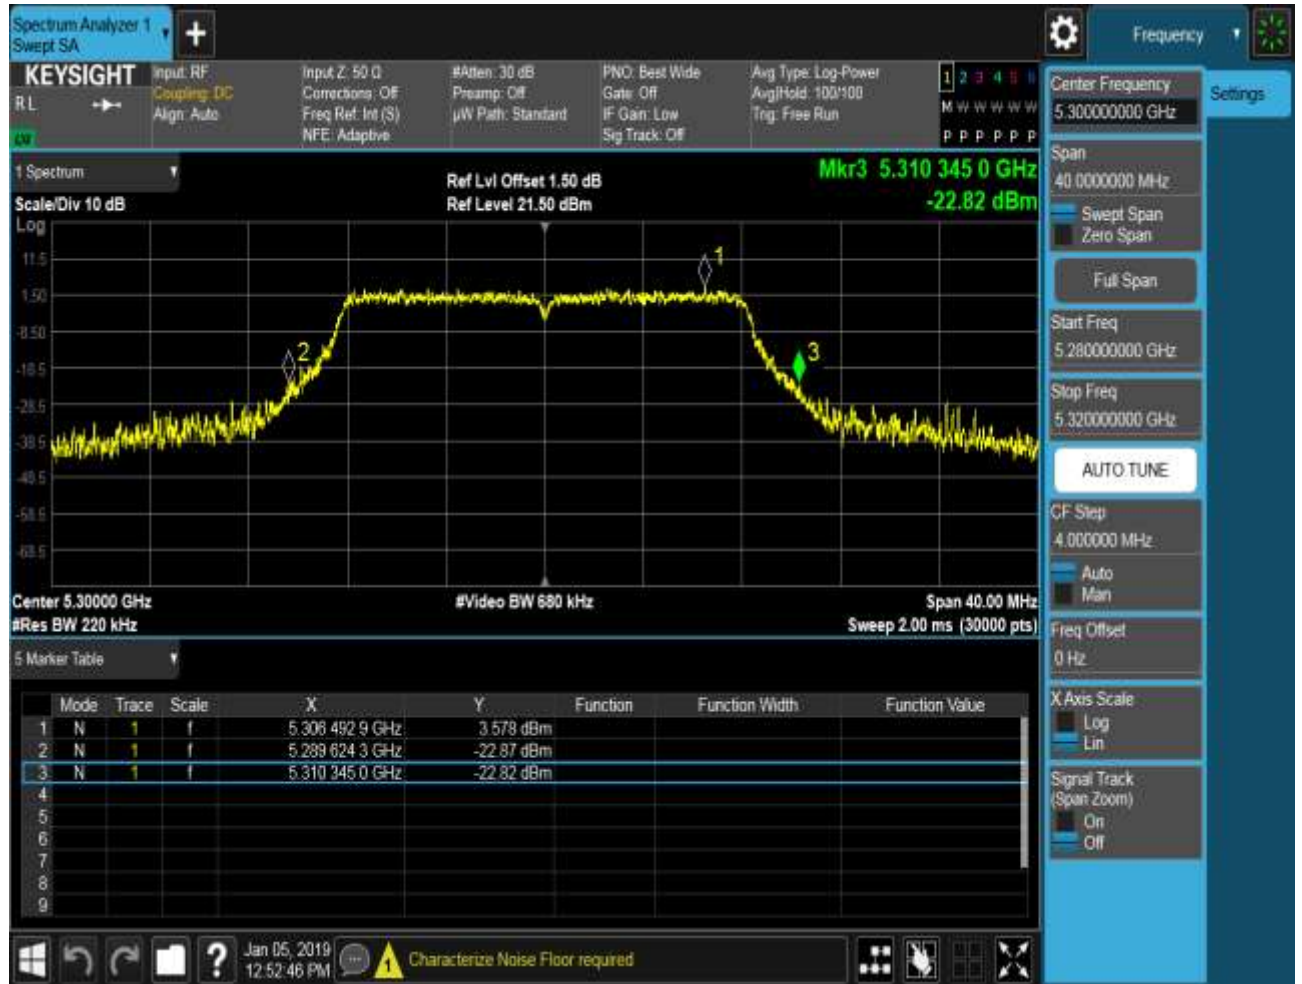 Spectrum Analyzer 1
Swept SA
+
Frequency
KEYSIGHT
RL
Input: RF
Coupling: DC
Align: Auto
Input Z: 50 Ω
Corrections: Off
Freq Ref: Int (S)
NFE: Adaptive
#Atten: 30 dB
Preamp: Off
µW Path: Standard
PNO: Best Wide
Gate: Off
IF Gain: Low
Sig Track: Off
Avg Type: Log-Power
Avg|Hold: 100/100
Trig: Free Run
1 2 3 4 5 6
M W W W W W
P P P P P P
1 Spectrum
Scale/Div 10 dB
Log
Ref Lvl Offset 1.50 dB
Ref Level 21.50 dBm
Mkr3 5.310 345 0 GHz
-22.82 dBm
11.5
1.50
-8.50
-18.5
-28.5
-38.5
-48.5
-58.5
-68.5
1
2
3
Center 5.30000 GHz
#Video BW 680 kHz
Span 40.00 MHz
#Res BW 220 kHz
Sweep 2.00 ms (30000 pts)
5 Marker Table
Mode Trace Scale X Y Function Function Width Function Value
1 N 1 f 5.306 492 9 GHz 3.578 dBm
2 N 1 f 5.289 624 3 GHz -22.87 dBm
3 N 1 f 5.310 345 0 GHz -22.82 dBm
4
5
6
7
8
9
Settings
Center Frequency
5.300000000 GHz
Span
40.0000000 MHz
Swept Span
Zero Span
Full Span
Start Freq
5.280000000 GHz
Stop Freq
5.320000000 GHz
AUTO TUNE
CF Step
4.000000 MHz
Auto
Man
Freq Offset
0 Hz
X Axis Scale
Log
Lin
Signal Track
(Span Zoom)
On
Off
?
Jan 05, 2019
12:52:46 PM
1
Characterize Noise Floor required